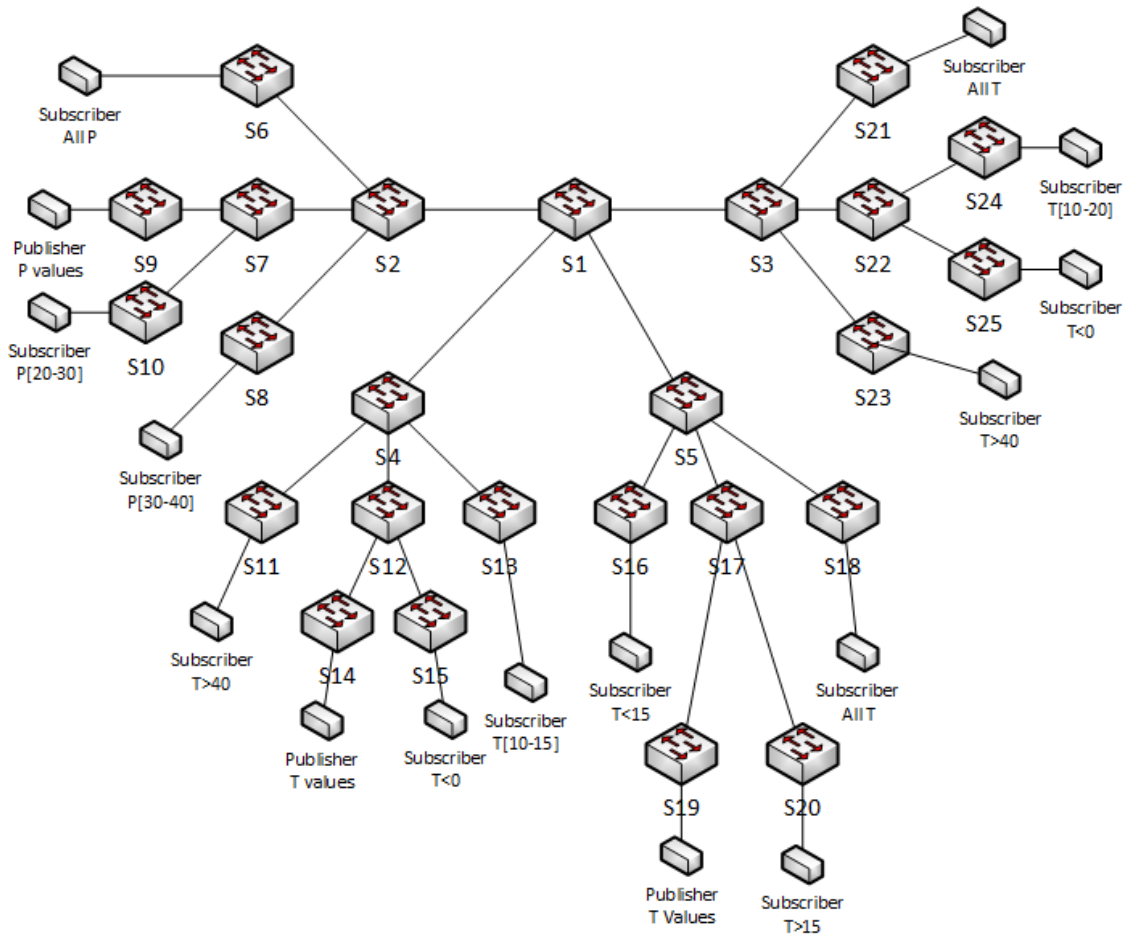 Subscriber
All P
S6
Subscriber
All T
S21
S24
Subscriber
T[10-20]
Publisher
P values
S9
S7
S2
S1
S3
S22
S25
Subscriber
T<0
Subscriber
P[20-30]
S10
S8
S23
Subscriber
T>40
Subscriber
P[30-40]
S4
S5
S11
S12
S13
S16
S17
S18
Subscriber
T>40
S14
S15
Subscriber
T<15
Subscriber
All T
Publisher
T values
Subscriber
T<0
Subscriber
T[10-15]
S19
S20
Publisher
T Values
Subscriber
T>15